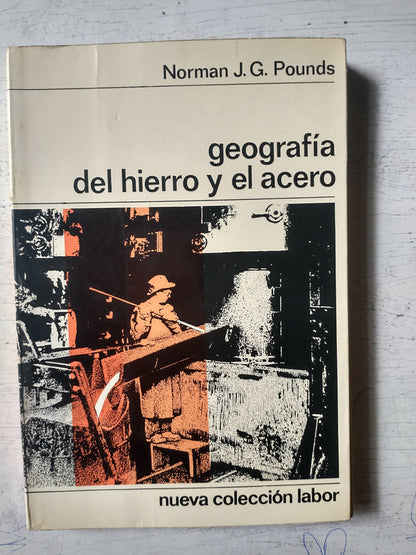 Norman J. G. Pounds
geografía
del hierro y el acero
nueva colección labor